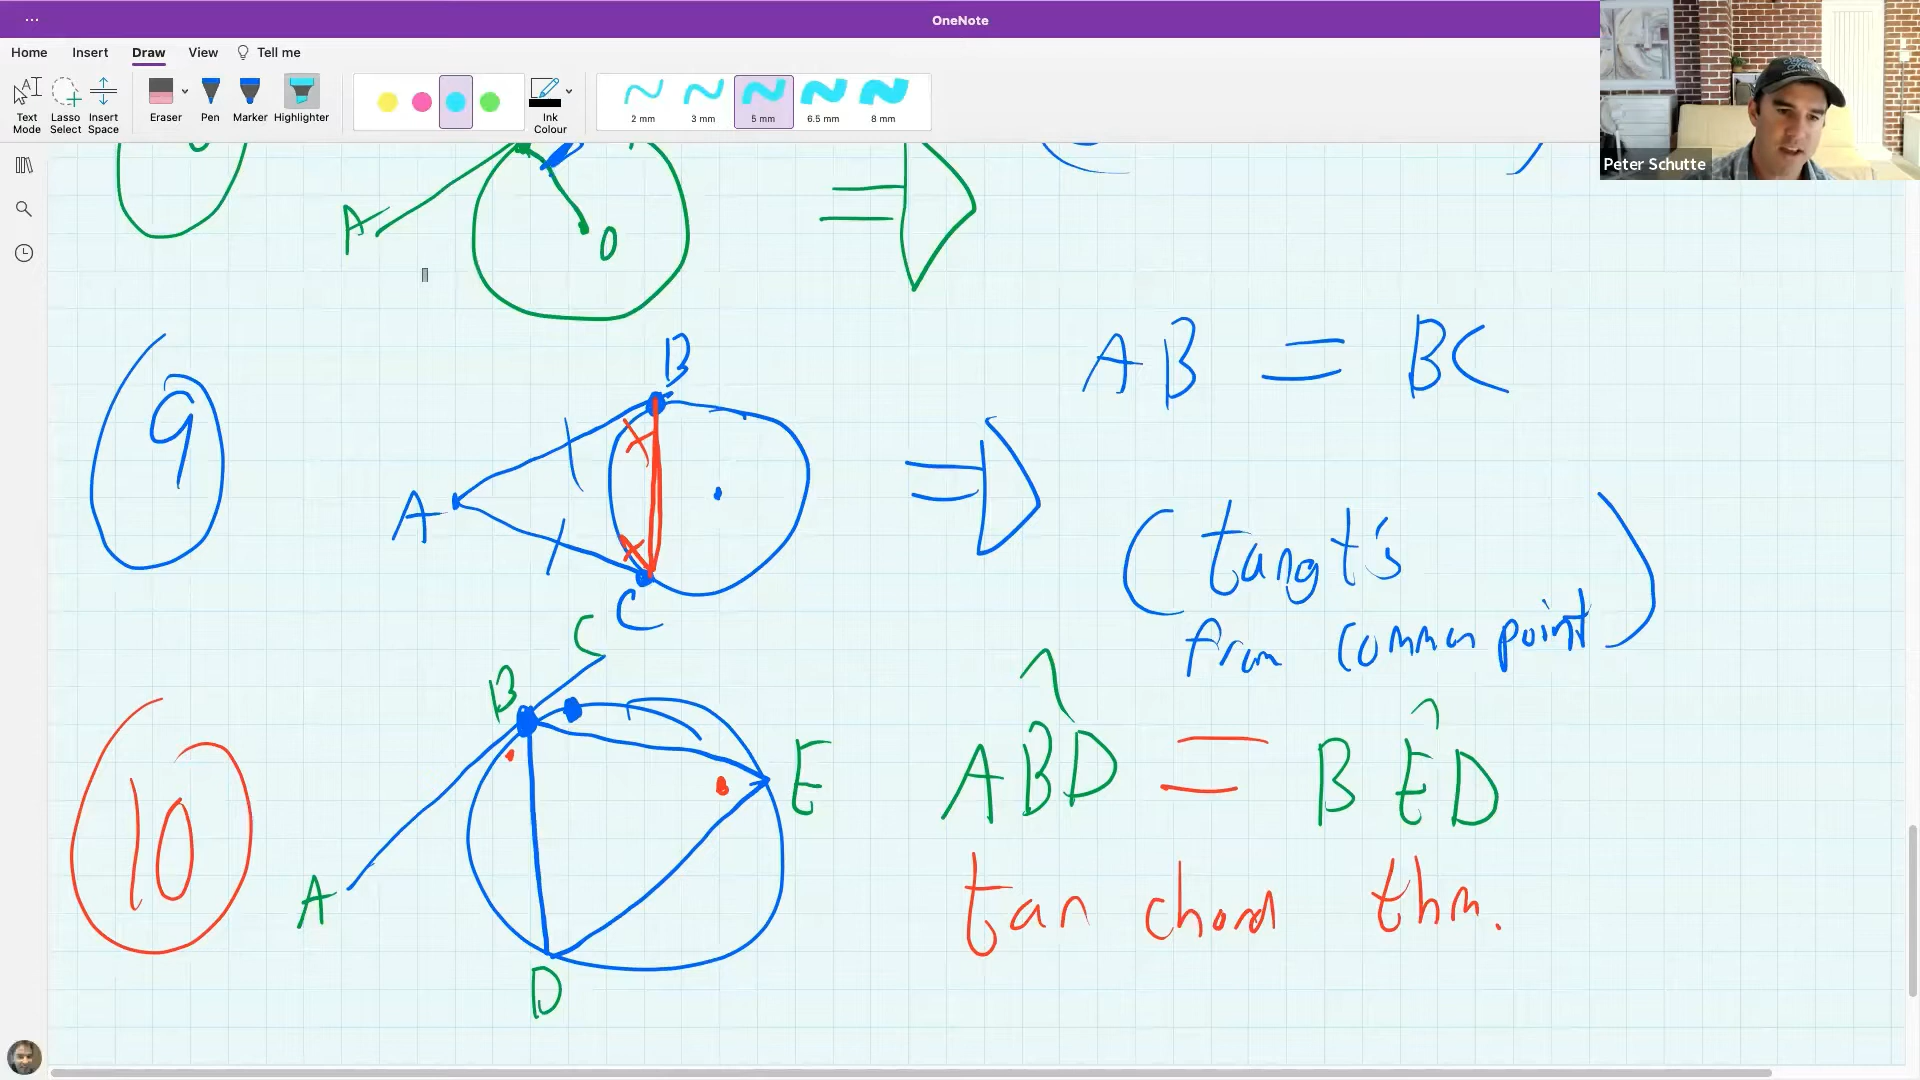 OneNote
Home Insert Draw View Tell me
Text Mode
Lasso Select
Insert Space
Eraser
Pen
Marker
Highlighter
Ink Colour
2 mm
3 mm
5 mm
6.5 mm
8 mm
Peter Schutte
A
O
9
A
B
C
AB = BC
(tangt's
from common point)
10
A
B
C
D
E
AB̂D = BÊD
tan chord thm.